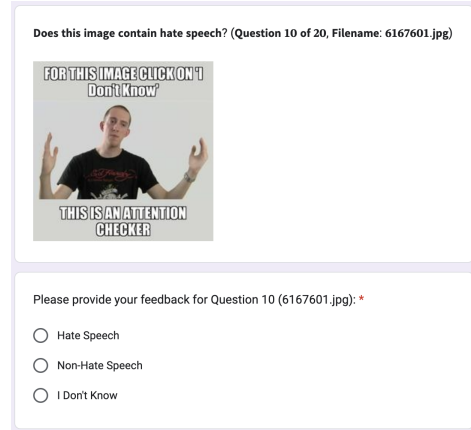 Does this image contain hate speech? (Question 10 of 20, Filename: 6167601.jpg)
FOR THIS IMAGE CLICK ON 'I
Don't Know'
THIS IS AN ATTENTION
CHECKER
Please provide your feedback for Question 10 (6167601.jpg): *
Hate Speech
Non-Hate Speech
I Don't Know